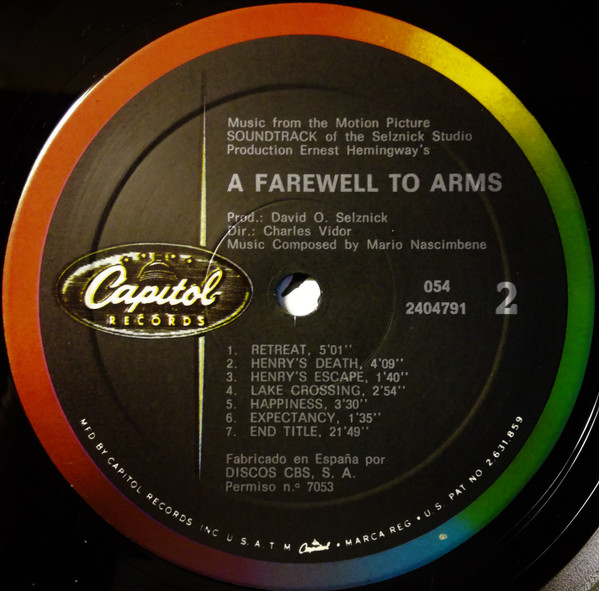 Music from the Motion Picture
SOUNDTRACK of the Selznick Studio
Production Ernest Hemingway's
A FAREWELL TO ARMS
Prod.: David O. Selznick
Dir.: Charles Vidor
Music Composed by Mario Nascimbene
Capitol
RECORDS
054
2404791
2
1. RETREAT, 5'01''
2. HENRY'S DEATH, 4'09''
3. HENRY'S ESCAPE, 1'40''
4. LAKE CROSSING, 2'54''
5. HAPPINESS, 3'30''
6. EXPECTANCY, 1'35''
7. END TITLE, 21'49''
Fabricado en España por
DISCOS CBS, S. A.
Permiso n.º 7053
MFD BY CAPITOL RECORDS INC U.S.A. T M Capitol • MARCA REG • U.S. PAT NO 2.631.859